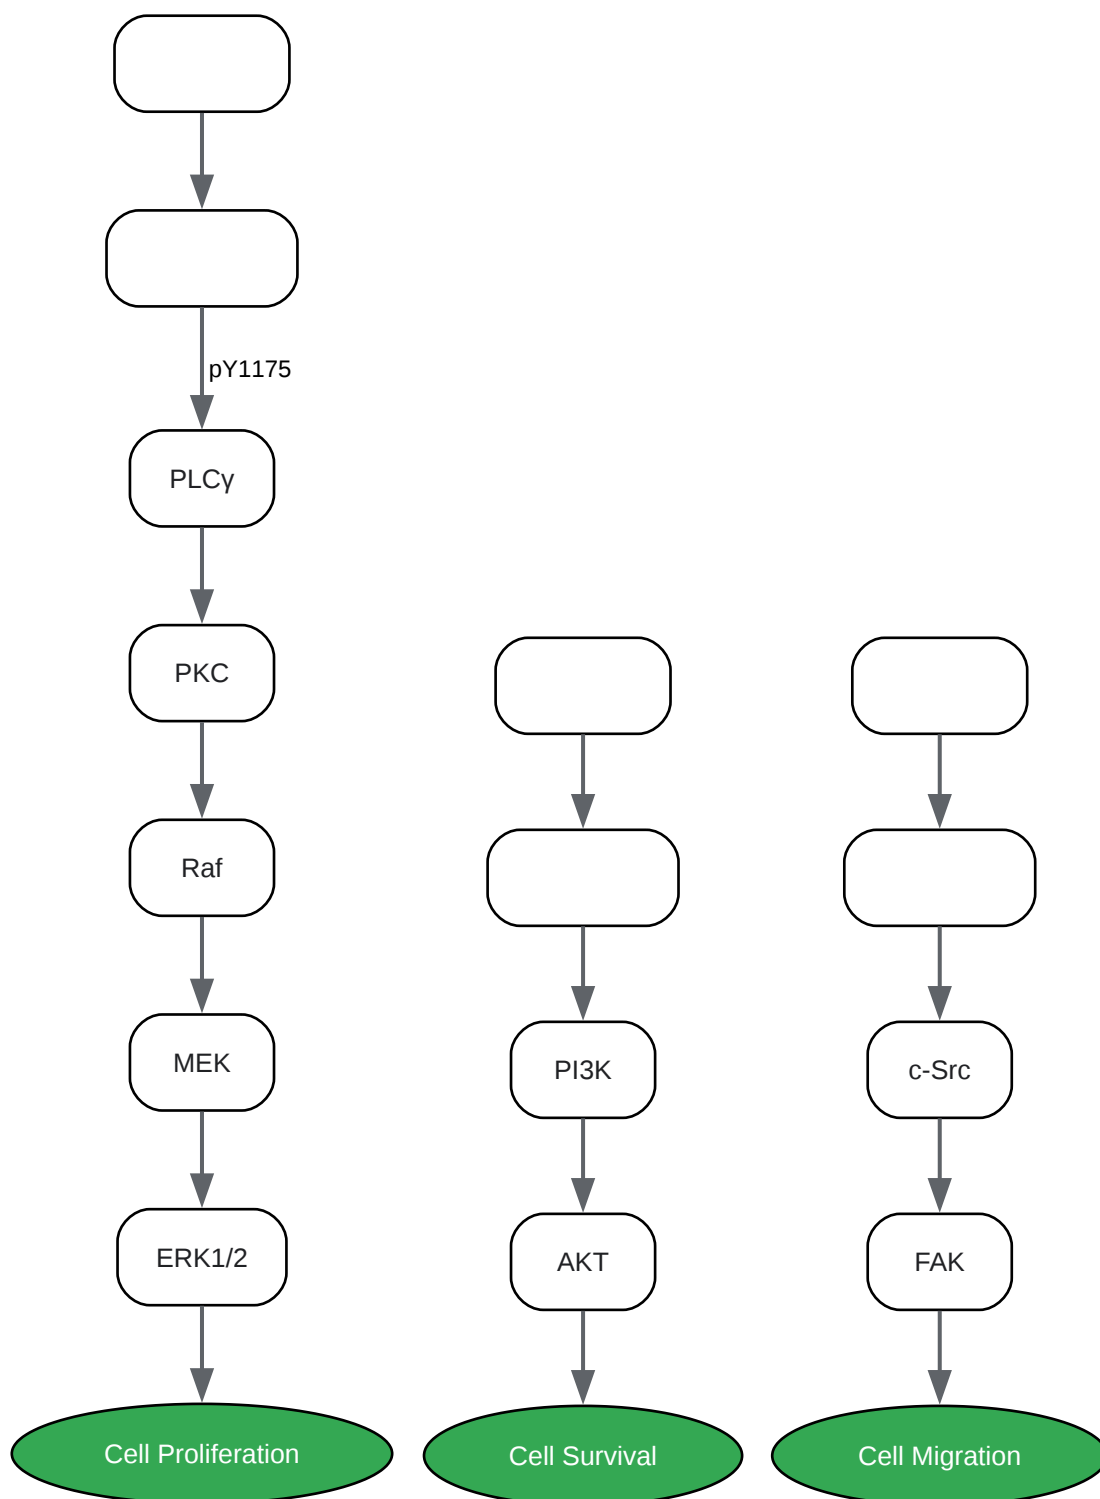 pY1175
PLCγ
PKC
Raf
MEK
ERK1/2
Cell Proliferation
PI3K
AKT
Cell Survival
c-Src
FAK
Cell Migration